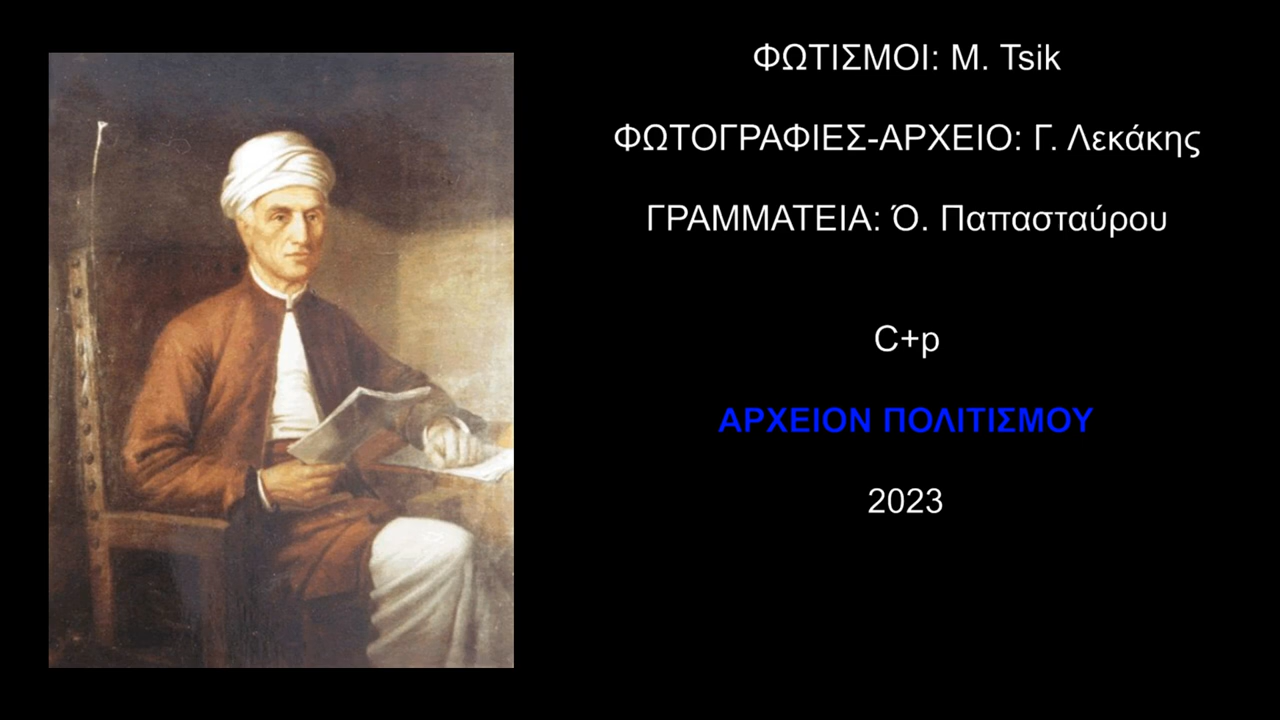 ΦΩΤΙΣΜΟΙ: Μ. Tsik
ΦΩΤΟΓΡΑΦΙΕΣ-ΑΡΧΕΙΟ: Γ. Λεκάκης
ΓΡΑΜΜΑΤΕΙΑ: Ό. Παπασταύρου
C+p
ΑΡΧΕΙΟΝ ΠΟΛΙΤΙΣΜΟΥ
2023